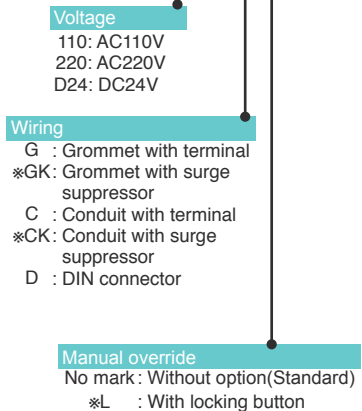 Voltage
110: AC110V
220: AC220V
D24: DC24V
Wiring
G : Grommet with terminal
※GK: Grommet with surge
suppressor
C : Conduit with terminal
※CK: Conduit with surge
suppressor
D : DIN connector
Manual override
No mark : Without option(Standard)
※L : With locking button